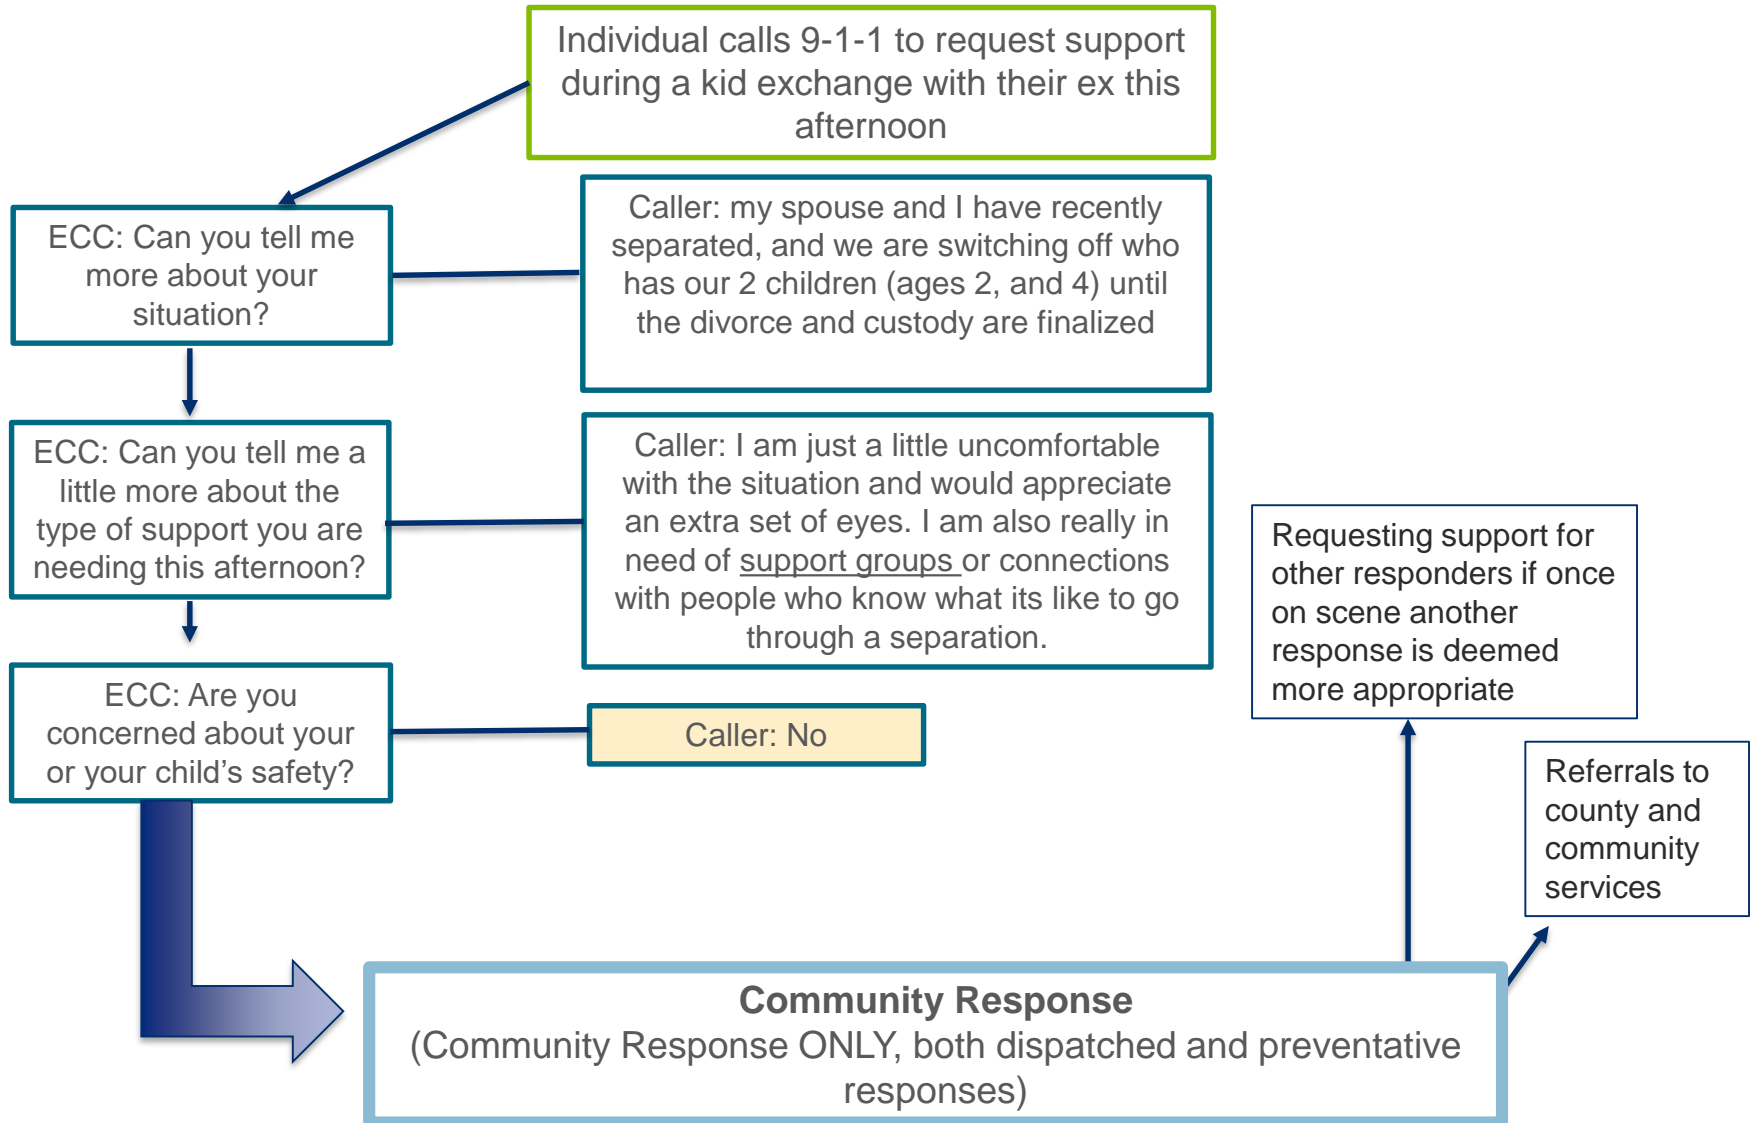 Individual calls 9-1-1 to request support
during a kid exchange with their ex this
afternoon
ECC: Can you tell me
more about your
situation?
Caller: my spouse and I have recently
separated, and we are switching off who
has our 2 children (ages 2, and 4) until
the divorce and custody are finalized
ECC: Can you tell me a
little more about the
type of support you are
needing this afternoon?
Caller: I am just a little uncomfortable
with the situation and would appreciate
an extra set of eyes. I am also really in
need of support groups or connections
with people who know what its like to go
through a separation.
ECC: Are you
concerned about your
or your child’s safety?
Caller: No
Requesting support for
other responders if once
on scene another
response is deemed
more appropriate
Referrals to
county and
community
services
Community Response
(Community Response ONLY, both dispatched and preventative
responses)